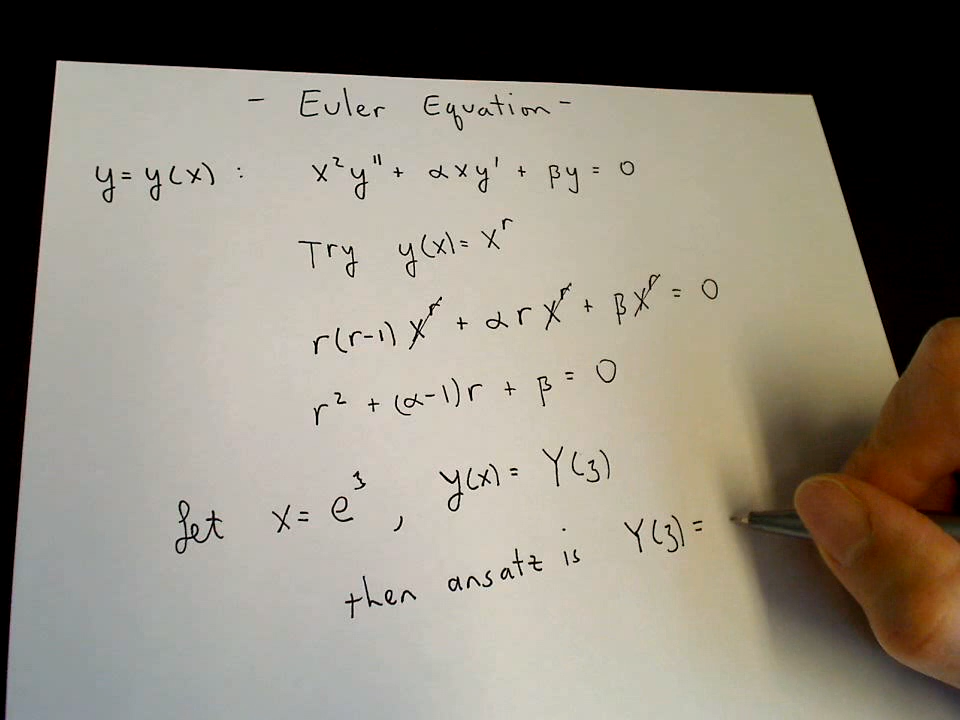 - Euler Equation -
y = y(x) : x²y'' + αxy' + βy = 0
Try y(x) = x^r
r(r-1) x^r + αr x^r + βx^r = 0
r² + (α-1)r + β = 0
Let x = e^z, y(x) = Y(z)
then ansatz is Y(z) =